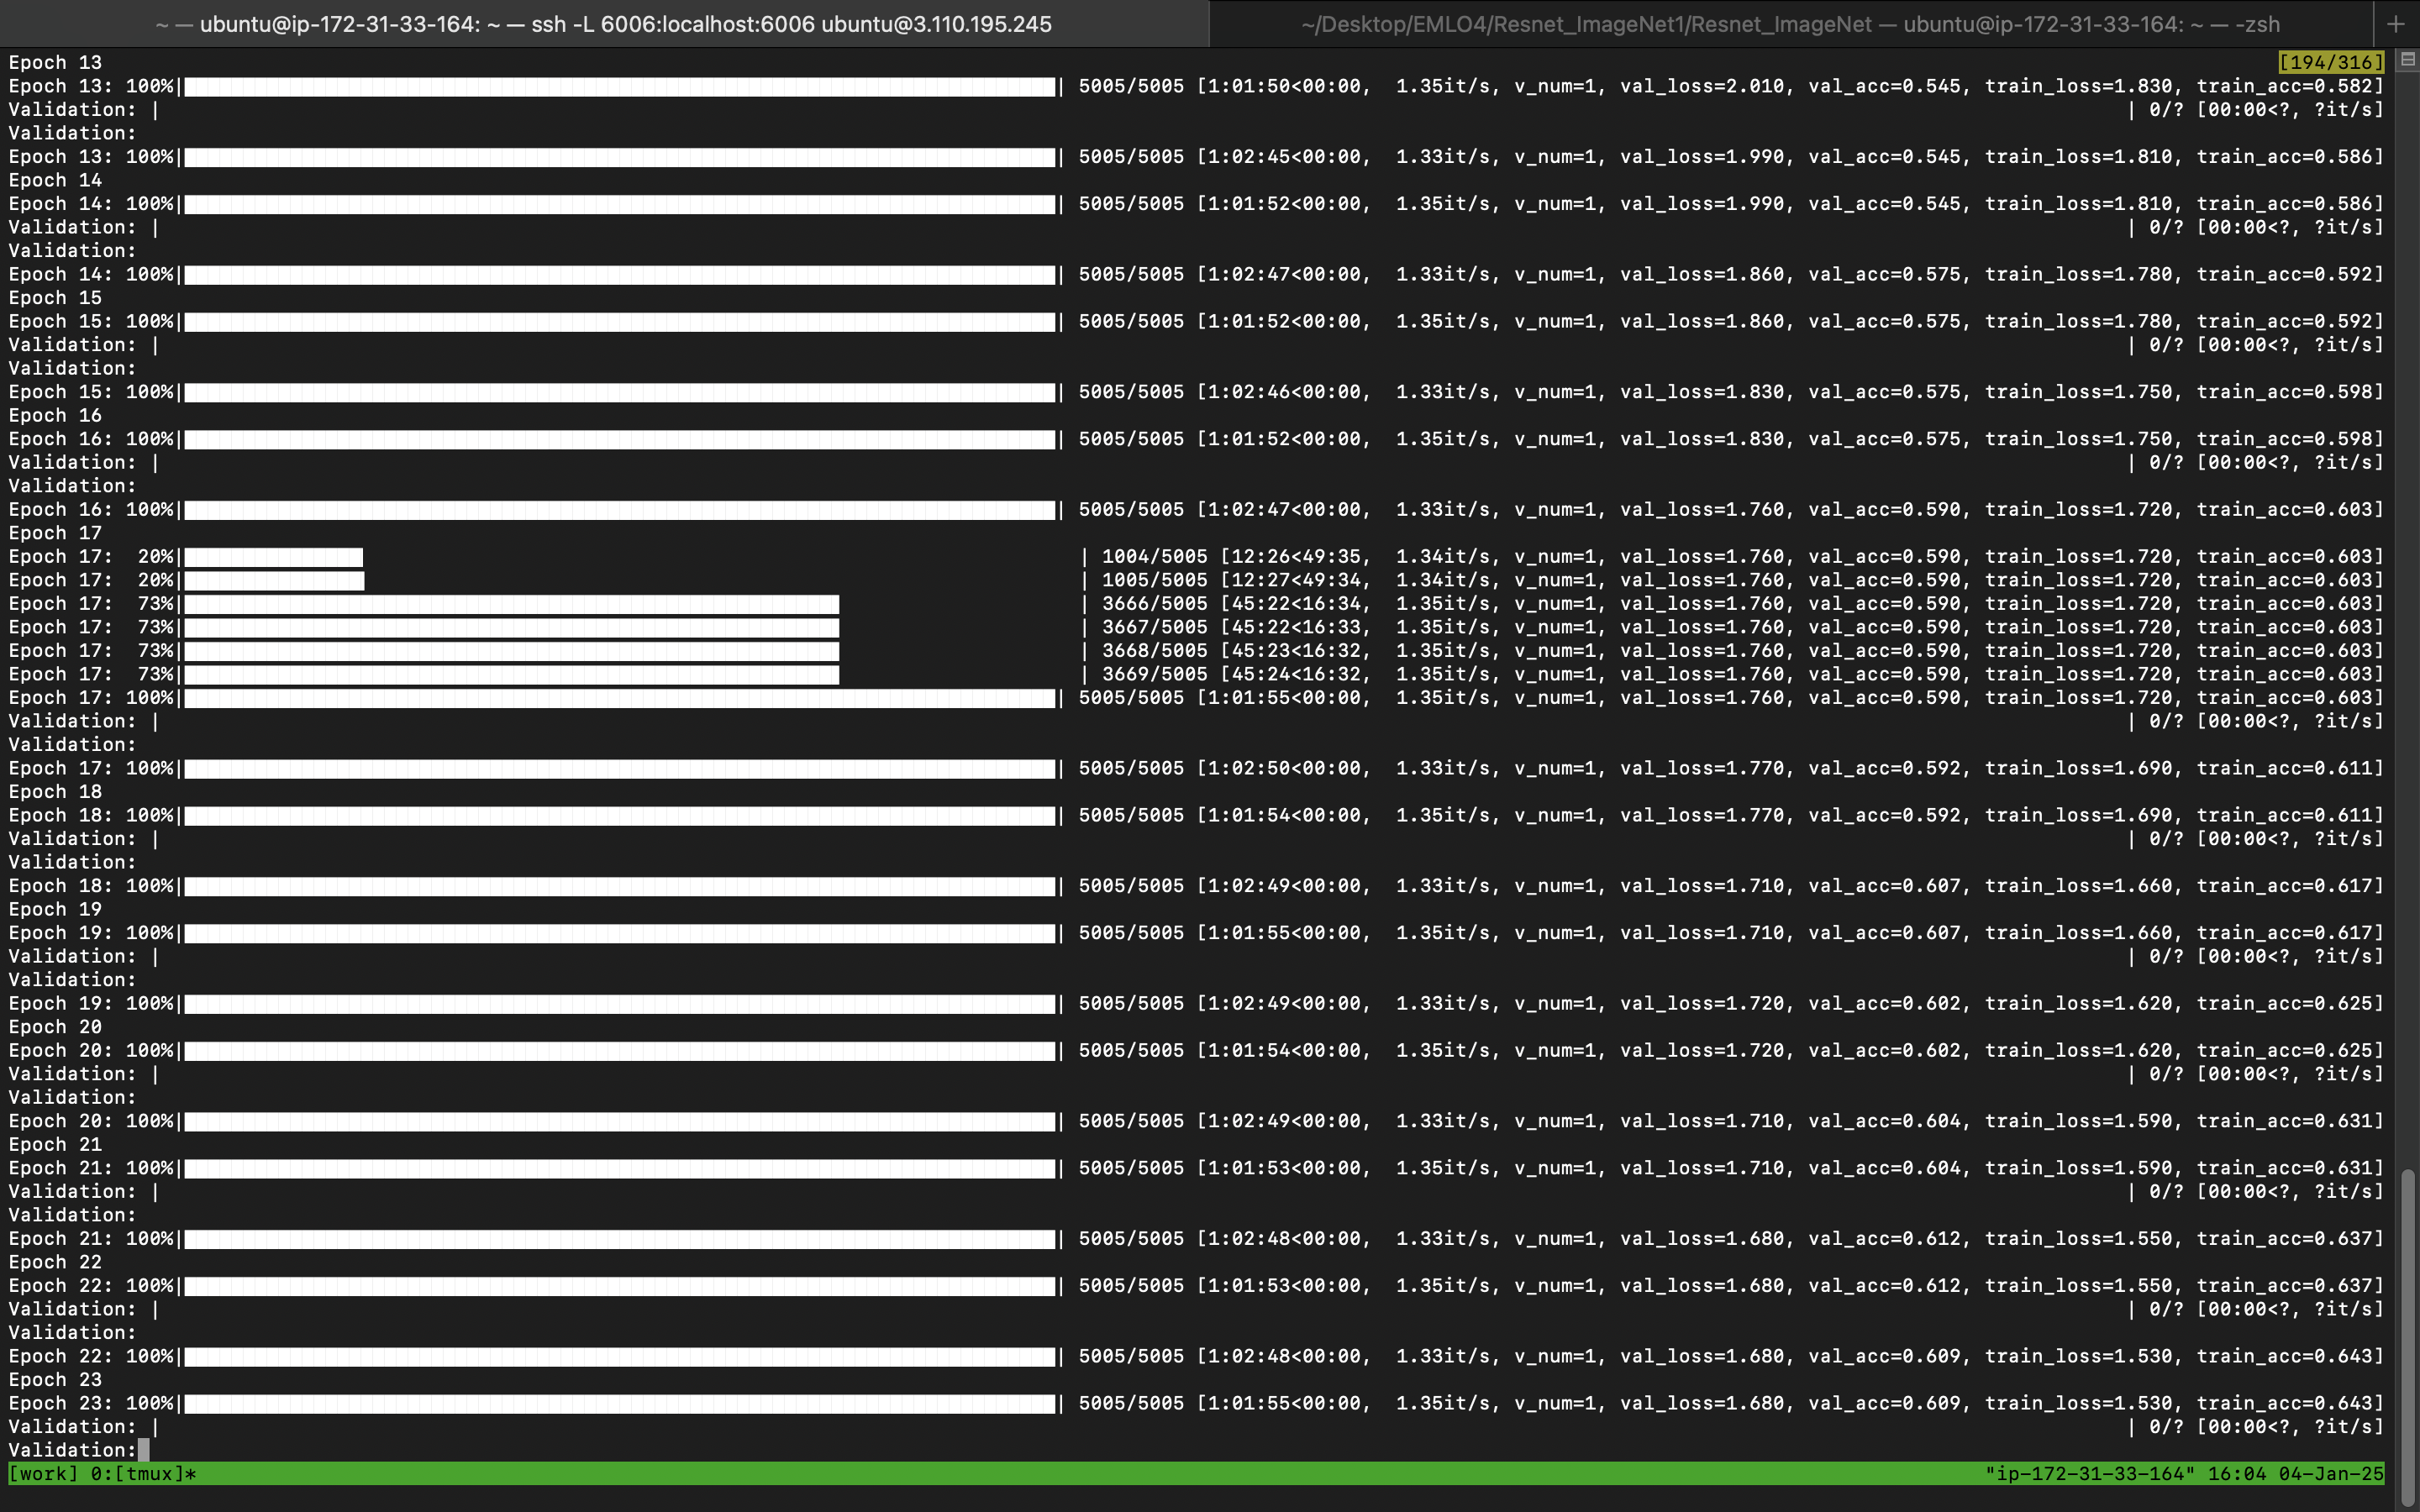 ~ — ubuntu@ip-172-31-33-164: ~ — ssh -L 6006:localhost:6006 ubuntu@3.110.195.245
~/Desktop/EMLO4/Resnet_ImageNet1/Resnet_ImageNet — ubuntu@ip-172-31-33-164: ~ — -zsh
+
Epoch 13 [194/316]
Epoch 13: 100%| | 5005/5005 [1:01:50<00:00, 1.35it/s, v_num=1, val_loss=2.010, val_acc=0.545, train_loss=1.830, train_acc=0.582]
Validation: | | 0/? [00:00<?, ?it/s]
Validation:
Epoch 13: 100%| | 5005/5005 [1:02:45<00:00, 1.33it/s, v_num=1, val_loss=1.990, val_acc=0.545, train_loss=1.810, train_acc=0.586]
Epoch 14
Epoch 14: 100%| | 5005/5005 [1:01:52<00:00, 1.35it/s, v_num=1, val_loss=1.990, val_acc=0.545, train_loss=1.810, train_acc=0.586]
Validation: | | 0/? [00:00<?, ?it/s]
Validation:
Epoch 14: 100%| | 5005/5005 [1:02:47<00:00, 1.33it/s, v_num=1, val_loss=1.860, val_acc=0.575, train_loss=1.780, train_acc=0.592]
Epoch 15
Epoch 15: 100%| | 5005/5005 [1:01:52<00:00, 1.35it/s, v_num=1, val_loss=1.860, val_acc=0.575, train_loss=1.780, train_acc=0.592]
Validation: | | 0/? [00:00<?, ?it/s]
Validation:
Epoch 15: 100%| | 5005/5005 [1:02:46<00:00, 1.33it/s, v_num=1, val_loss=1.830, val_acc=0.575, train_loss=1.750, train_acc=0.598]
Epoch 16
Epoch 16: 100%| | 5005/5005 [1:01:52<00:00, 1.35it/s, v_num=1, val_loss=1.830, val_acc=0.575, train_loss=1.750, train_acc=0.598]
Validation: | | 0/? [00:00<?, ?it/s]
Validation:
Epoch 16: 100%| | 5005/5005 [1:02:47<00:00, 1.33it/s, v_num=1, val_loss=1.760, val_acc=0.590, train_loss=1.720, train_acc=0.603]
Epoch 17
Epoch 17: 20%| | 1004/5005 [12:26<49:35, 1.34it/s, v_num=1, val_loss=1.760, val_acc=0.590, train_loss=1.720, train_acc=0.603]
Epoch 17: 20%| | 1005/5005 [12:27<49:34, 1.34it/s, v_num=1, val_loss=1.760, val_acc=0.590, train_loss=1.720, train_acc=0.603]
Epoch 17: 73%| | 3666/5005 [45:22<16:34, 1.35it/s, v_num=1, val_loss=1.760, val_acc=0.590, train_loss=1.720, train_acc=0.603]
Epoch 17: 73%| | 3667/5005 [45:22<16:33, 1.35it/s, v_num=1, val_loss=1.760, val_acc=0.590, train_loss=1.720, train_acc=0.603]
Epoch 17: 73%| | 3668/5005 [45:23<16:32, 1.35it/s, v_num=1, val_loss=1.760, val_acc=0.590, train_loss=1.720, train_acc=0.603]
Epoch 17: 73%| | 3669/5005 [45:24<16:32, 1.35it/s, v_num=1, val_loss=1.760, val_acc=0.590, train_loss=1.720, train_acc=0.603]
Epoch 17: 100%| | 5005/5005 [1:01:55<00:00, 1.35it/s, v_num=1, val_loss=1.760, val_acc=0.590, train_loss=1.720, train_acc=0.603]
Validation: | | 0/? [00:00<?, ?it/s]
Validation:
Epoch 17: 100%| | 5005/5005 [1:02:50<00:00, 1.33it/s, v_num=1, val_loss=1.770, val_acc=0.592, train_loss=1.690, train_acc=0.611]
Epoch 18
Epoch 18: 100%| | 5005/5005 [1:01:54<00:00, 1.35it/s, v_num=1, val_loss=1.770, val_acc=0.592, train_loss=1.690, train_acc=0.611]
Validation: | | 0/? [00:00<?, ?it/s]
Validation:
Epoch 18: 100%| | 5005/5005 [1:02:49<00:00, 1.33it/s, v_num=1, val_loss=1.710, val_acc=0.607, train_loss=1.660, train_acc=0.617]
Epoch 19
Epoch 19: 100%| | 5005/5005 [1:01:55<00:00, 1.35it/s, v_num=1, val_loss=1.710, val_acc=0.607, train_loss=1.660, train_acc=0.617]
Validation: | | 0/? [00:00<?, ?it/s]
Validation:
Epoch 19: 100%| | 5005/5005 [1:02:49<00:00, 1.33it/s, v_num=1, val_loss=1.720, val_acc=0.602, train_loss=1.620, train_acc=0.625]
Epoch 20
Epoch 20: 100%| | 5005/5005 [1:01:54<00:00, 1.35it/s, v_num=1, val_loss=1.720, val_acc=0.602, train_loss=1.620, train_acc=0.625]
Validation: | | 0/? [00:00<?, ?it/s]
Validation:
Epoch 20: 100%| | 5005/5005 [1:02:49<00:00, 1.33it/s, v_num=1, val_loss=1.710, val_acc=0.604, train_loss=1.590, train_acc=0.631]
Epoch 21
Epoch 21: 100%| | 5005/5005 [1:01:53<00:00, 1.35it/s, v_num=1, val_loss=1.710, val_acc=0.604, train_loss=1.590, train_acc=0.631]
Validation: | | 0/? [00:00<?, ?it/s]
Validation:
Epoch 21: 100%| | 5005/5005 [1:02:48<00:00, 1.33it/s, v_num=1, val_loss=1.680, val_acc=0.612, train_loss=1.550, train_acc=0.637]
Epoch 22
Epoch 22: 100%| | 5005/5005 [1:01:53<00:00, 1.35it/s, v_num=1, val_loss=1.680, val_acc=0.612, train_loss=1.550, train_acc=0.637]
Validation: | | 0/? [00:00<?, ?it/s]
Validation:
Epoch 22: 100%| | 5005/5005 [1:02:48<00:00, 1.33it/s, v_num=1, val_loss=1.680, val_acc=0.609, train_loss=1.530, train_acc=0.643]
Epoch 23
Epoch 23: 100%| | 5005/5005 [1:01:55<00:00, 1.35it/s, v_num=1, val_loss=1.680, val_acc=0.609, train_loss=1.530, train_acc=0.643]
Validation: | | 0/? [00:00<?, ?it/s]
Validation:
[work] 0:[tmux]* "ip-172-31-33-164" 16:04 04-Jan-25